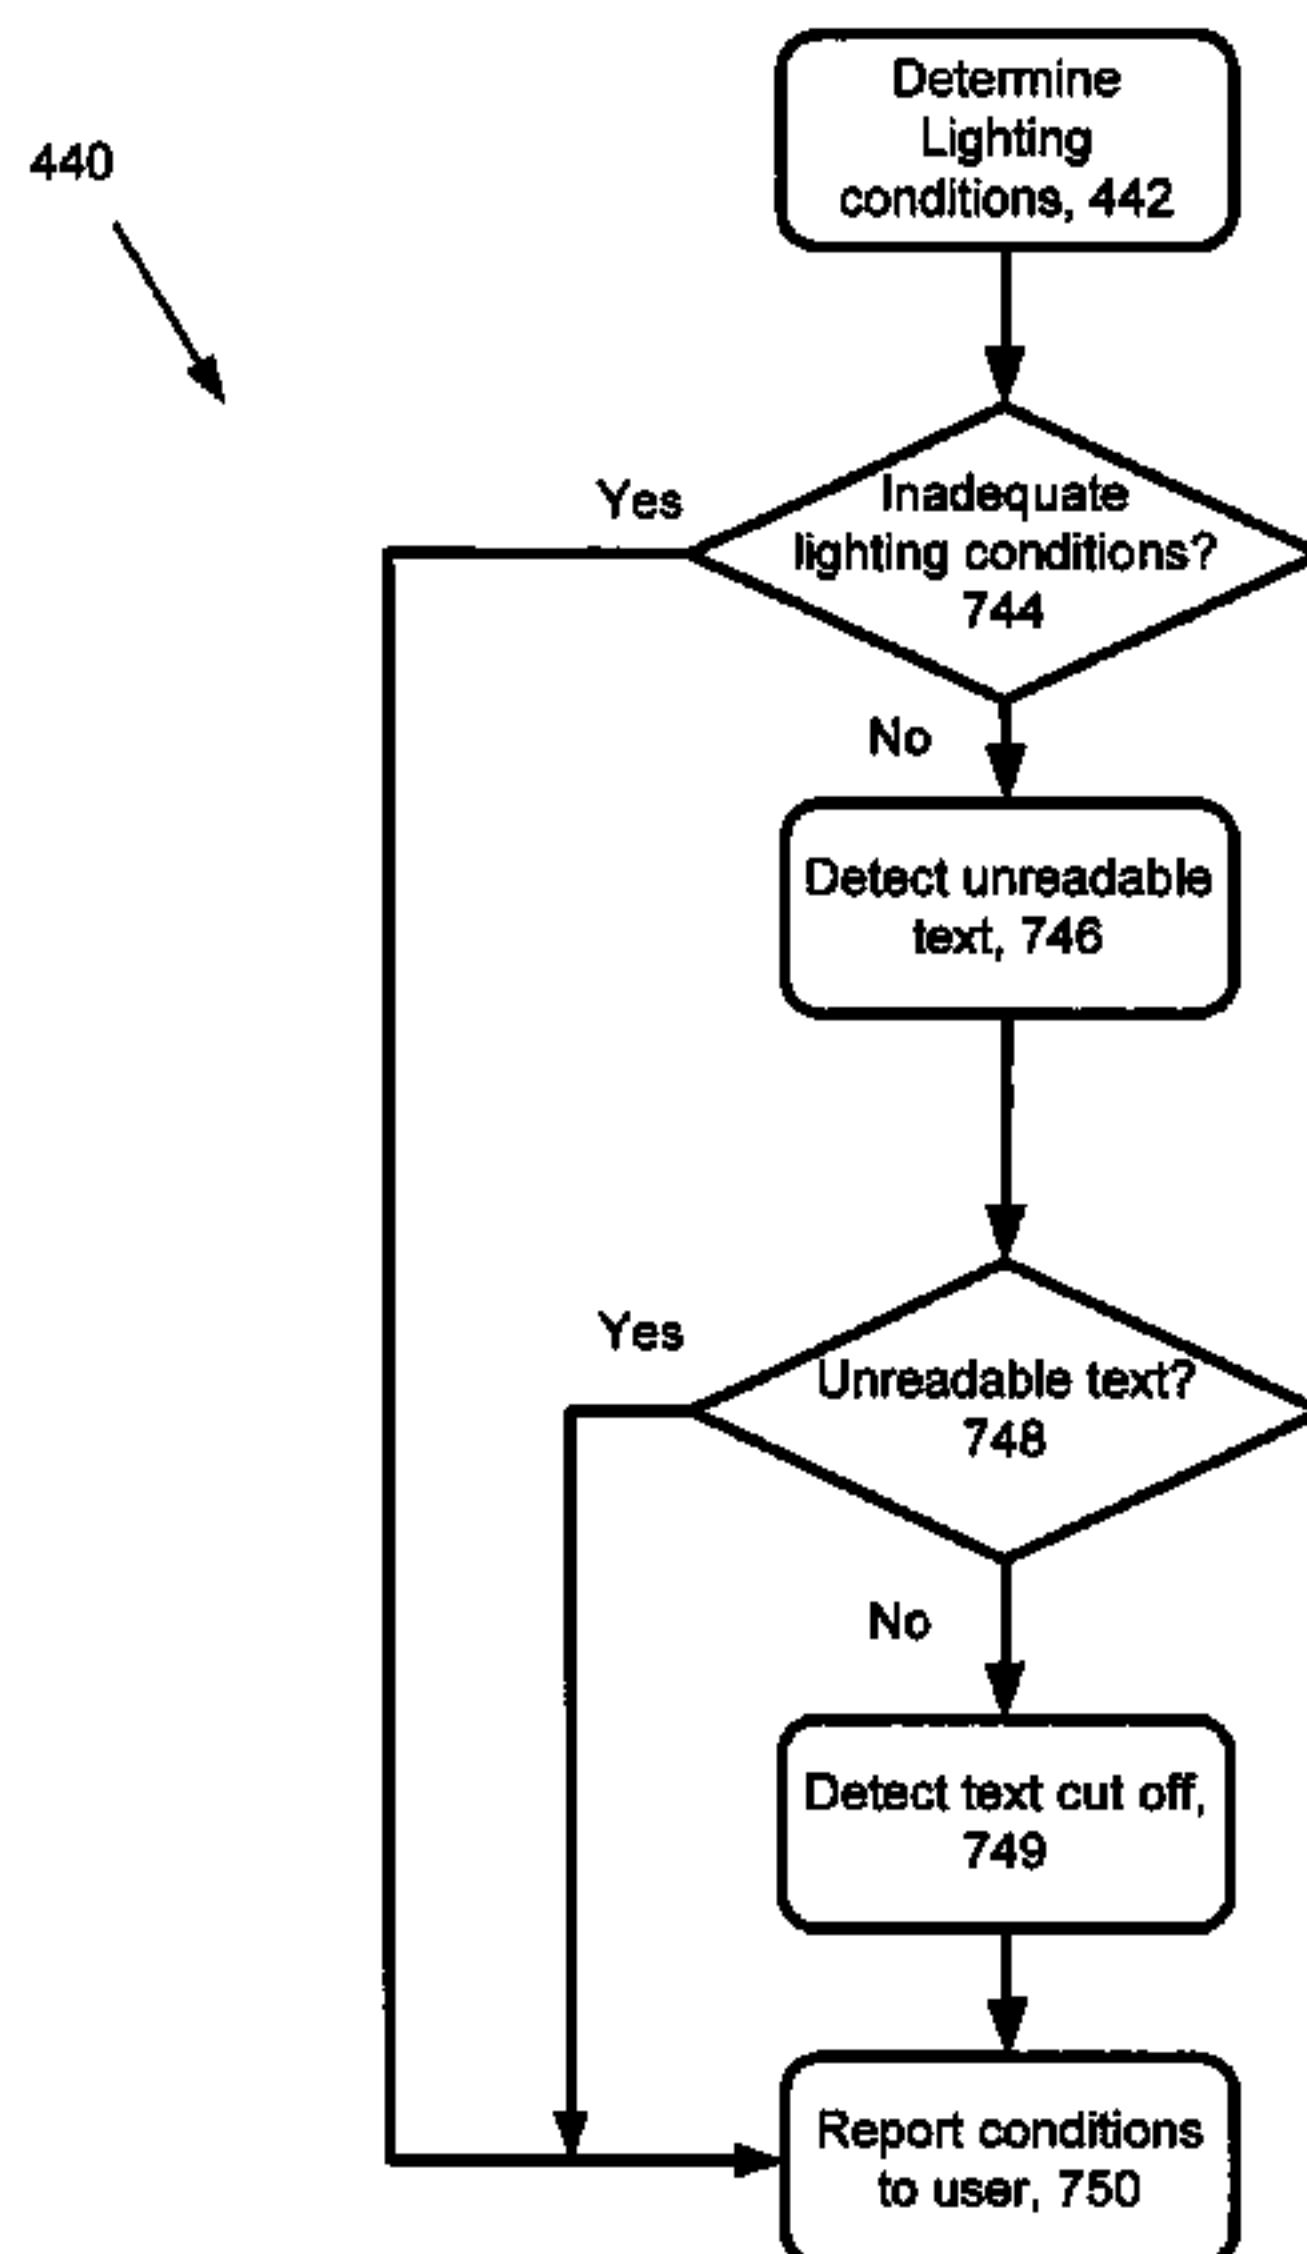 440
Determine
Lighting
conditions, 442
Yes
Inadequate
lighting conditions?
744
No
Detect unreadable
text, 746
Yes
Unreadable text?
748
No
Detect text cut off,
749
Report conditions
to user, 750